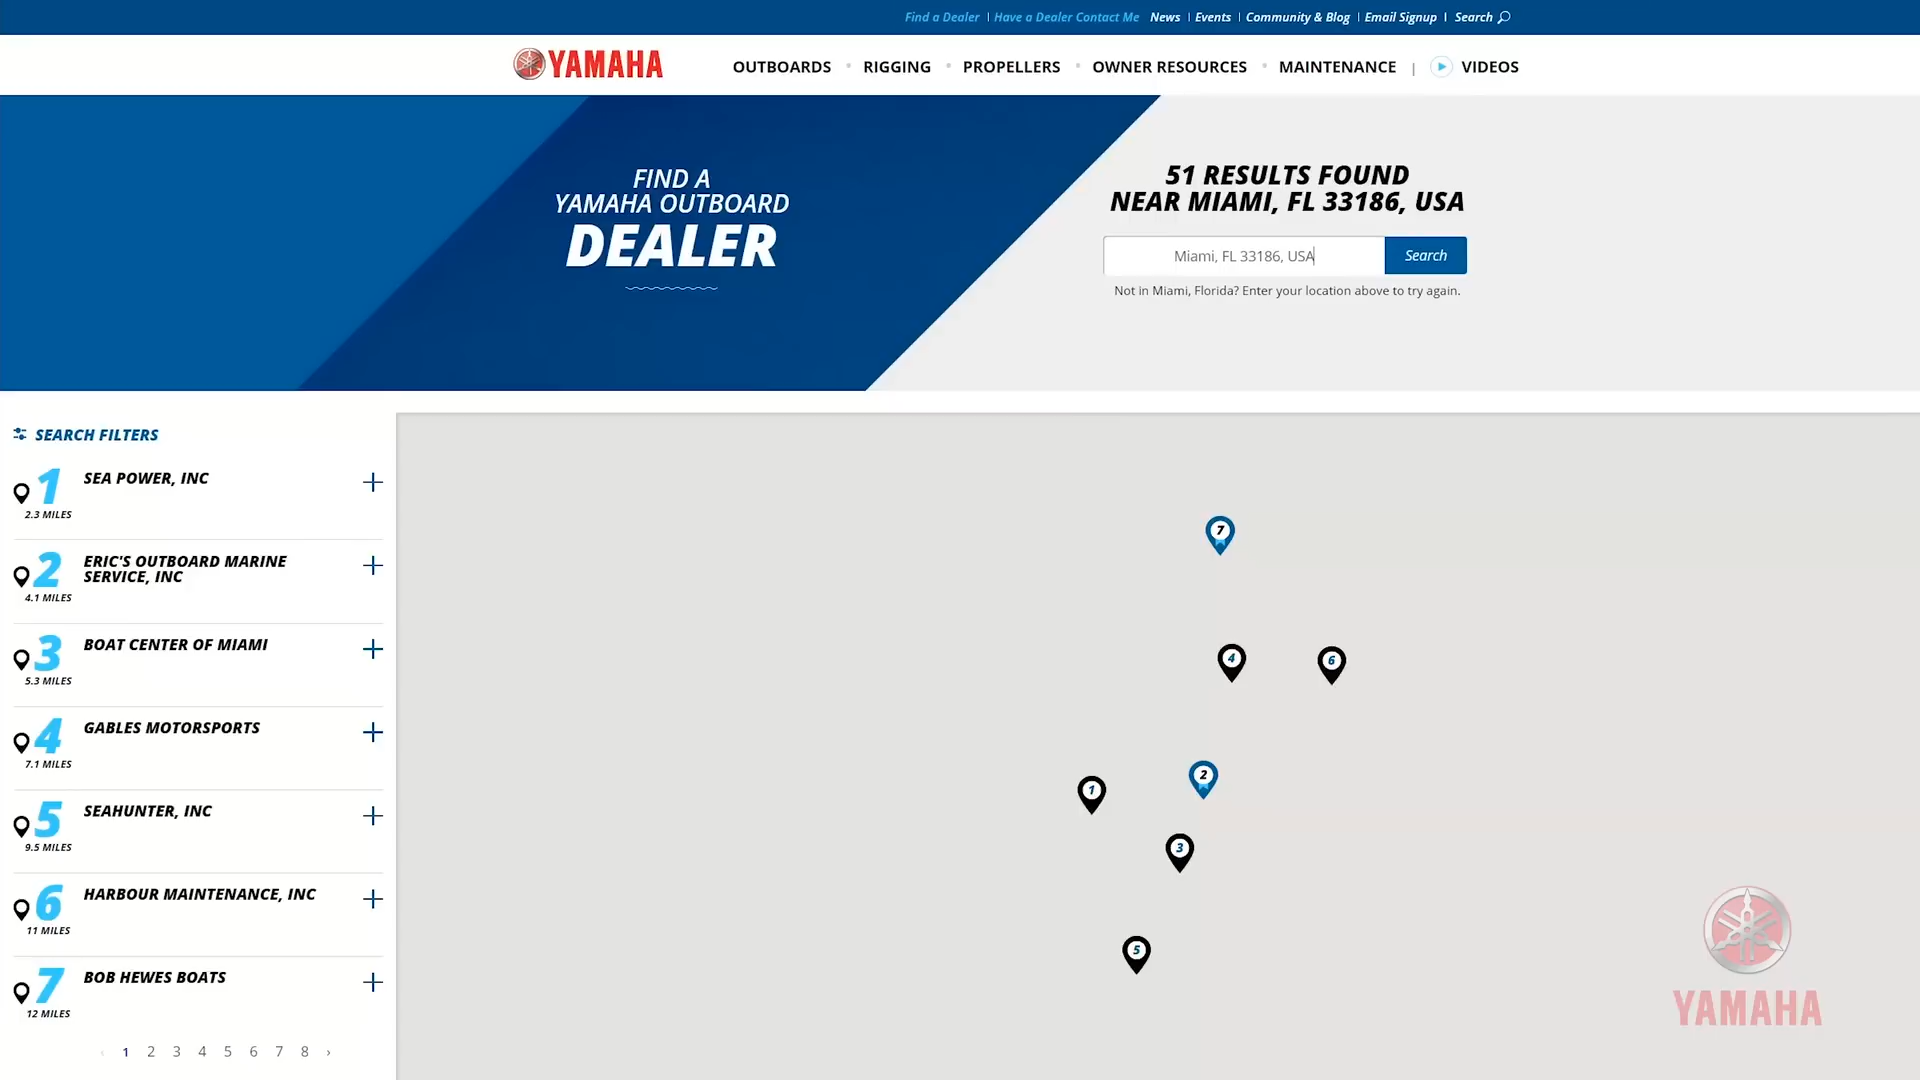 Find a Dealer | Have a Dealer Contact Me News | Events | Community & Blog | Email Signup | Search
YAMAHA OUTBOARDS • RIGGING • PROPELLERS • OWNER RESOURCES • MAINTENANCE | VIDEOS
FIND A
YAMAHA OUTBOARD
DEALER
51 RESULTS FOUND
NEAR MIAMI, FL 33186, USA
Miami, FL 33186, USA Search
Not in Miami, Florida? Enter your location above to try again.
SEARCH FILTERS
1 SEA POWER, INC
2.3 MILES
2 ERIC'S OUTBOARD MARINE
SERVICE, INC
4.1 MILES
3 BOAT CENTER OF MIAMI
5.3 MILES
4 GABLES MOTORSPORTS
7.1 MILES
5 SEAHUNTER, INC
9.5 MILES
6 HARBOUR MAINTENANCE, INC
11 MILES
7 BOB HEWES BOATS
12 MILES
‹ 1 2 3 4 5 6 7 8 ›
7
4 6
2
1
3
5
YAMAHA